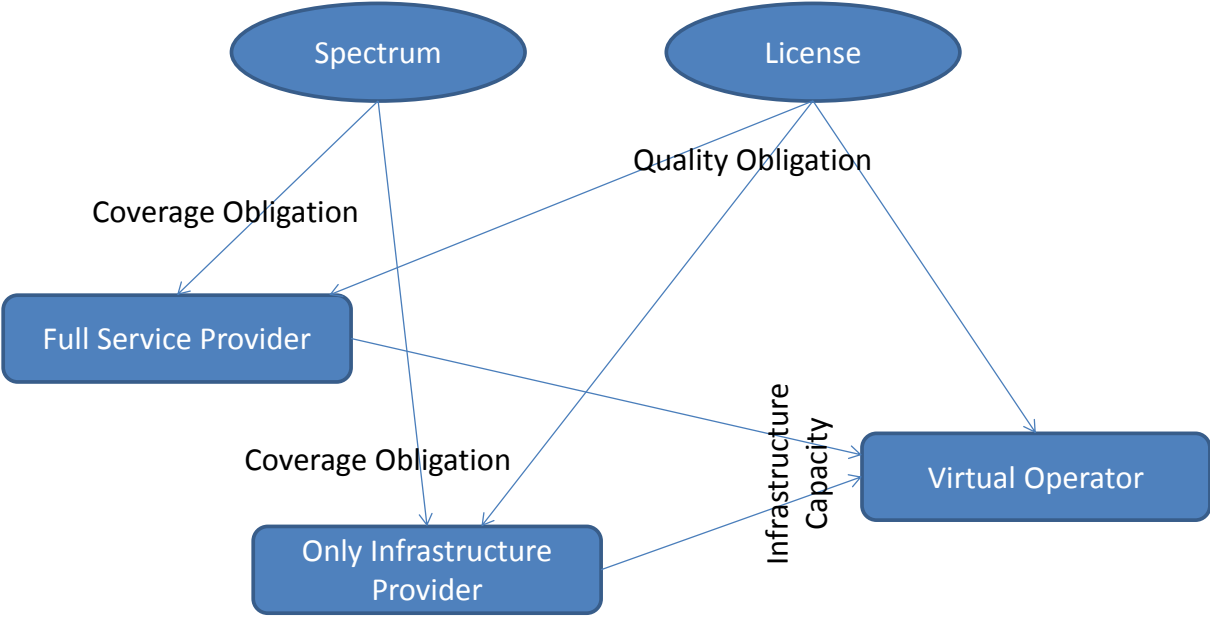 Spectrum
License
Quality Obligation
Coverage Obligation
Full Service Provider
Infrastructure
Capacity
Coverage Obligation
Virtual Operator
Only Infrastructure
Provider